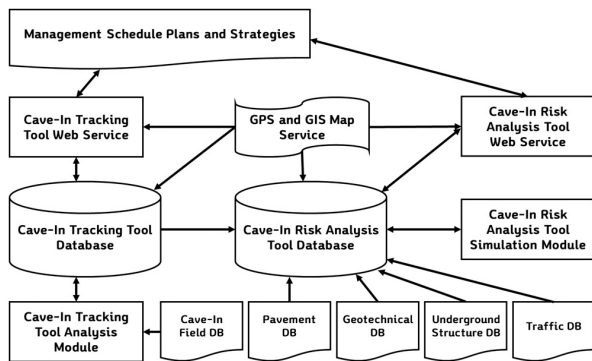 Management Schedule Plans and Strategies
Cave-In Tracking
Tool Web Service
GPS and GIS Map
Service
Cave-In Risk
Analysis Tool
Web Service
Cave-In Tracking Tool
Database
Cave-In Risk Analysis
Tool Database
Cave-In Risk
Analysis Tool
Simulation Module
Cave-In Tracking
Tool Analysis
Module
Cave-In
Field DB
Pavement
DB
Geotechnical
DB
Underground
Structure DB
Traffic DB